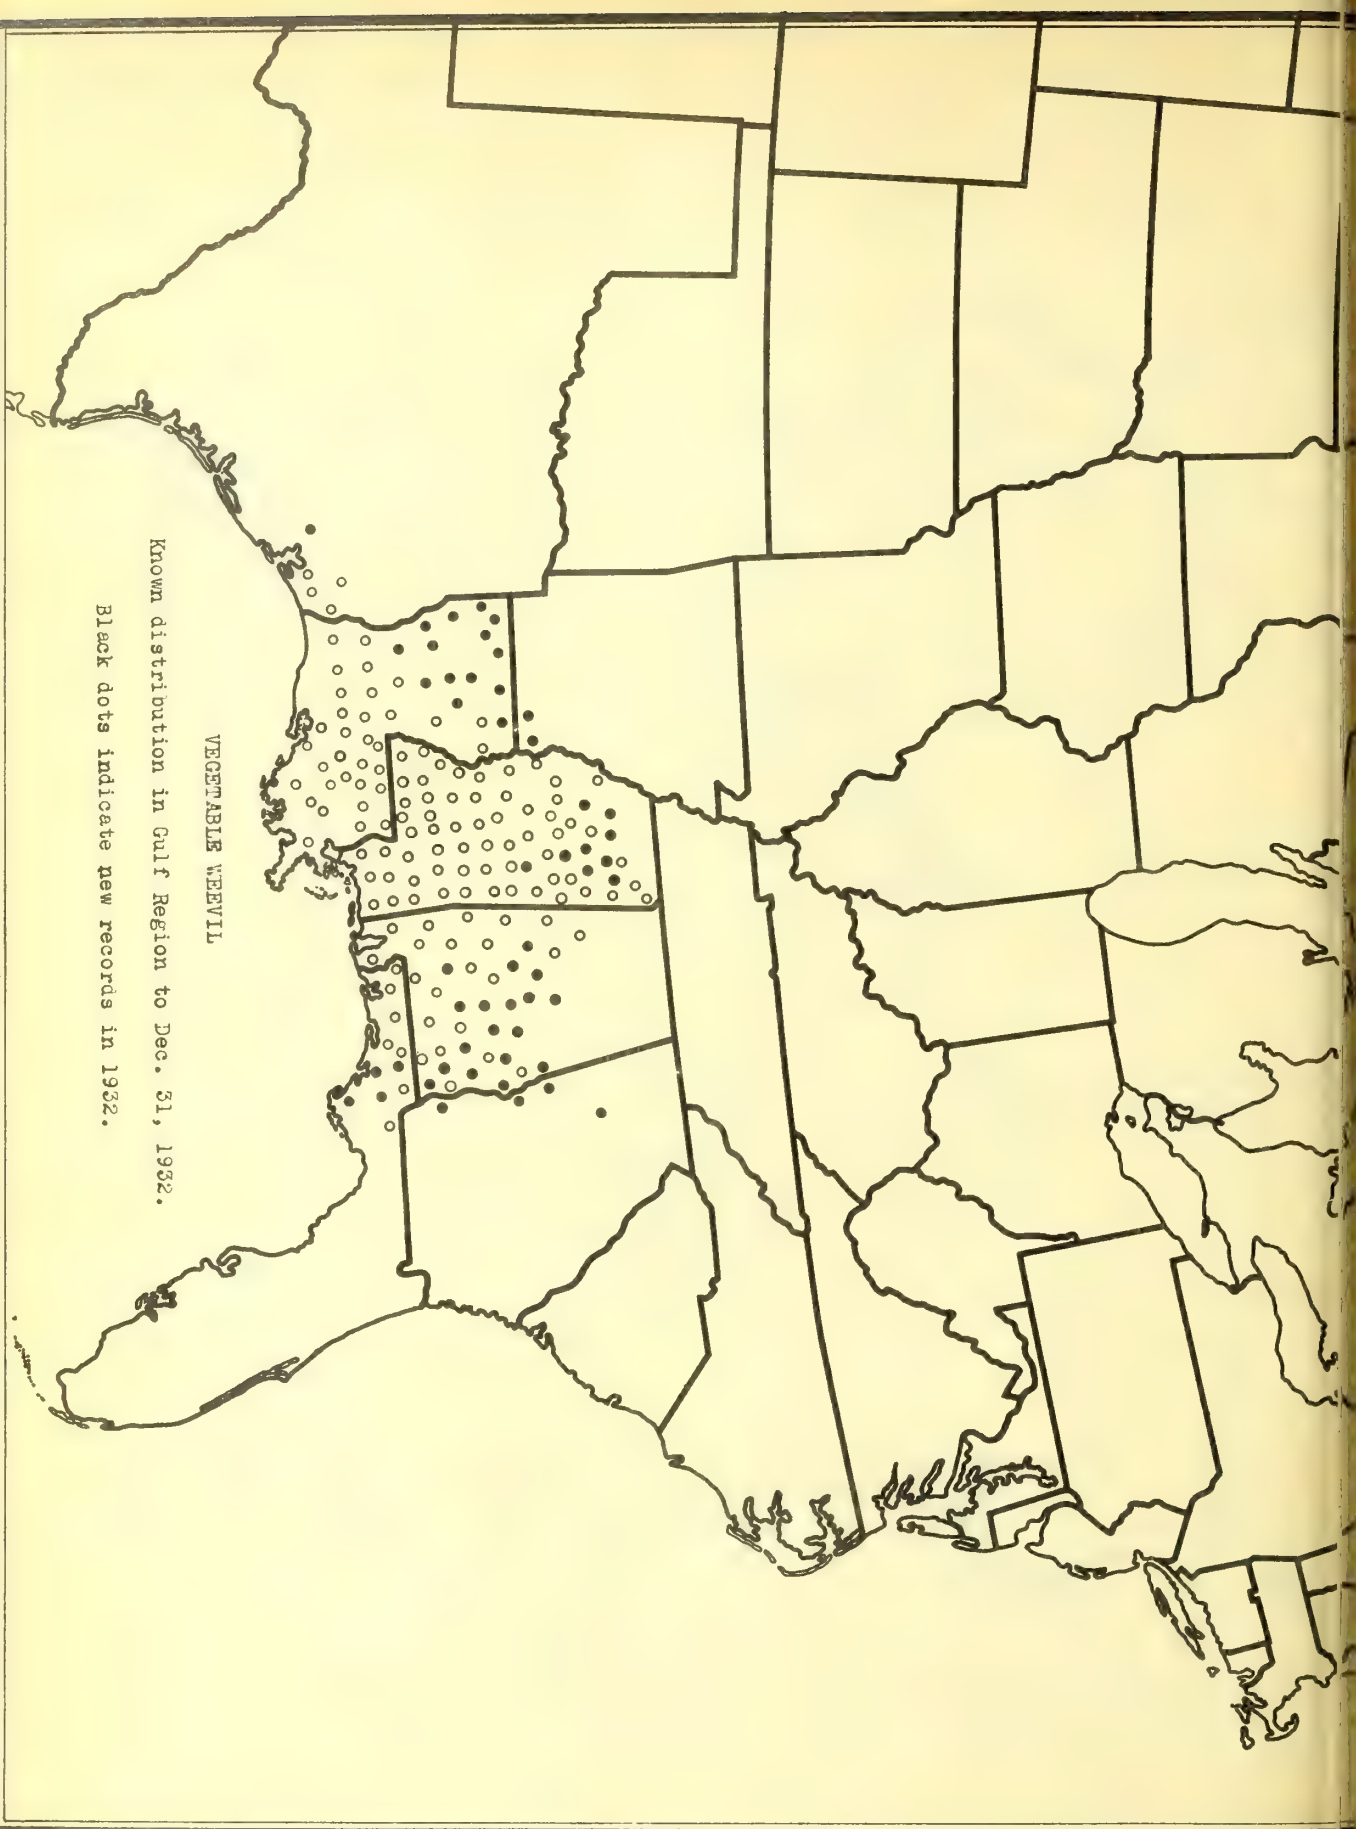 VEGETABLE WEEVIL
Known distribution in Gulf Region to Dec. 31, 1932.
Black dots indicate new records in 1932.